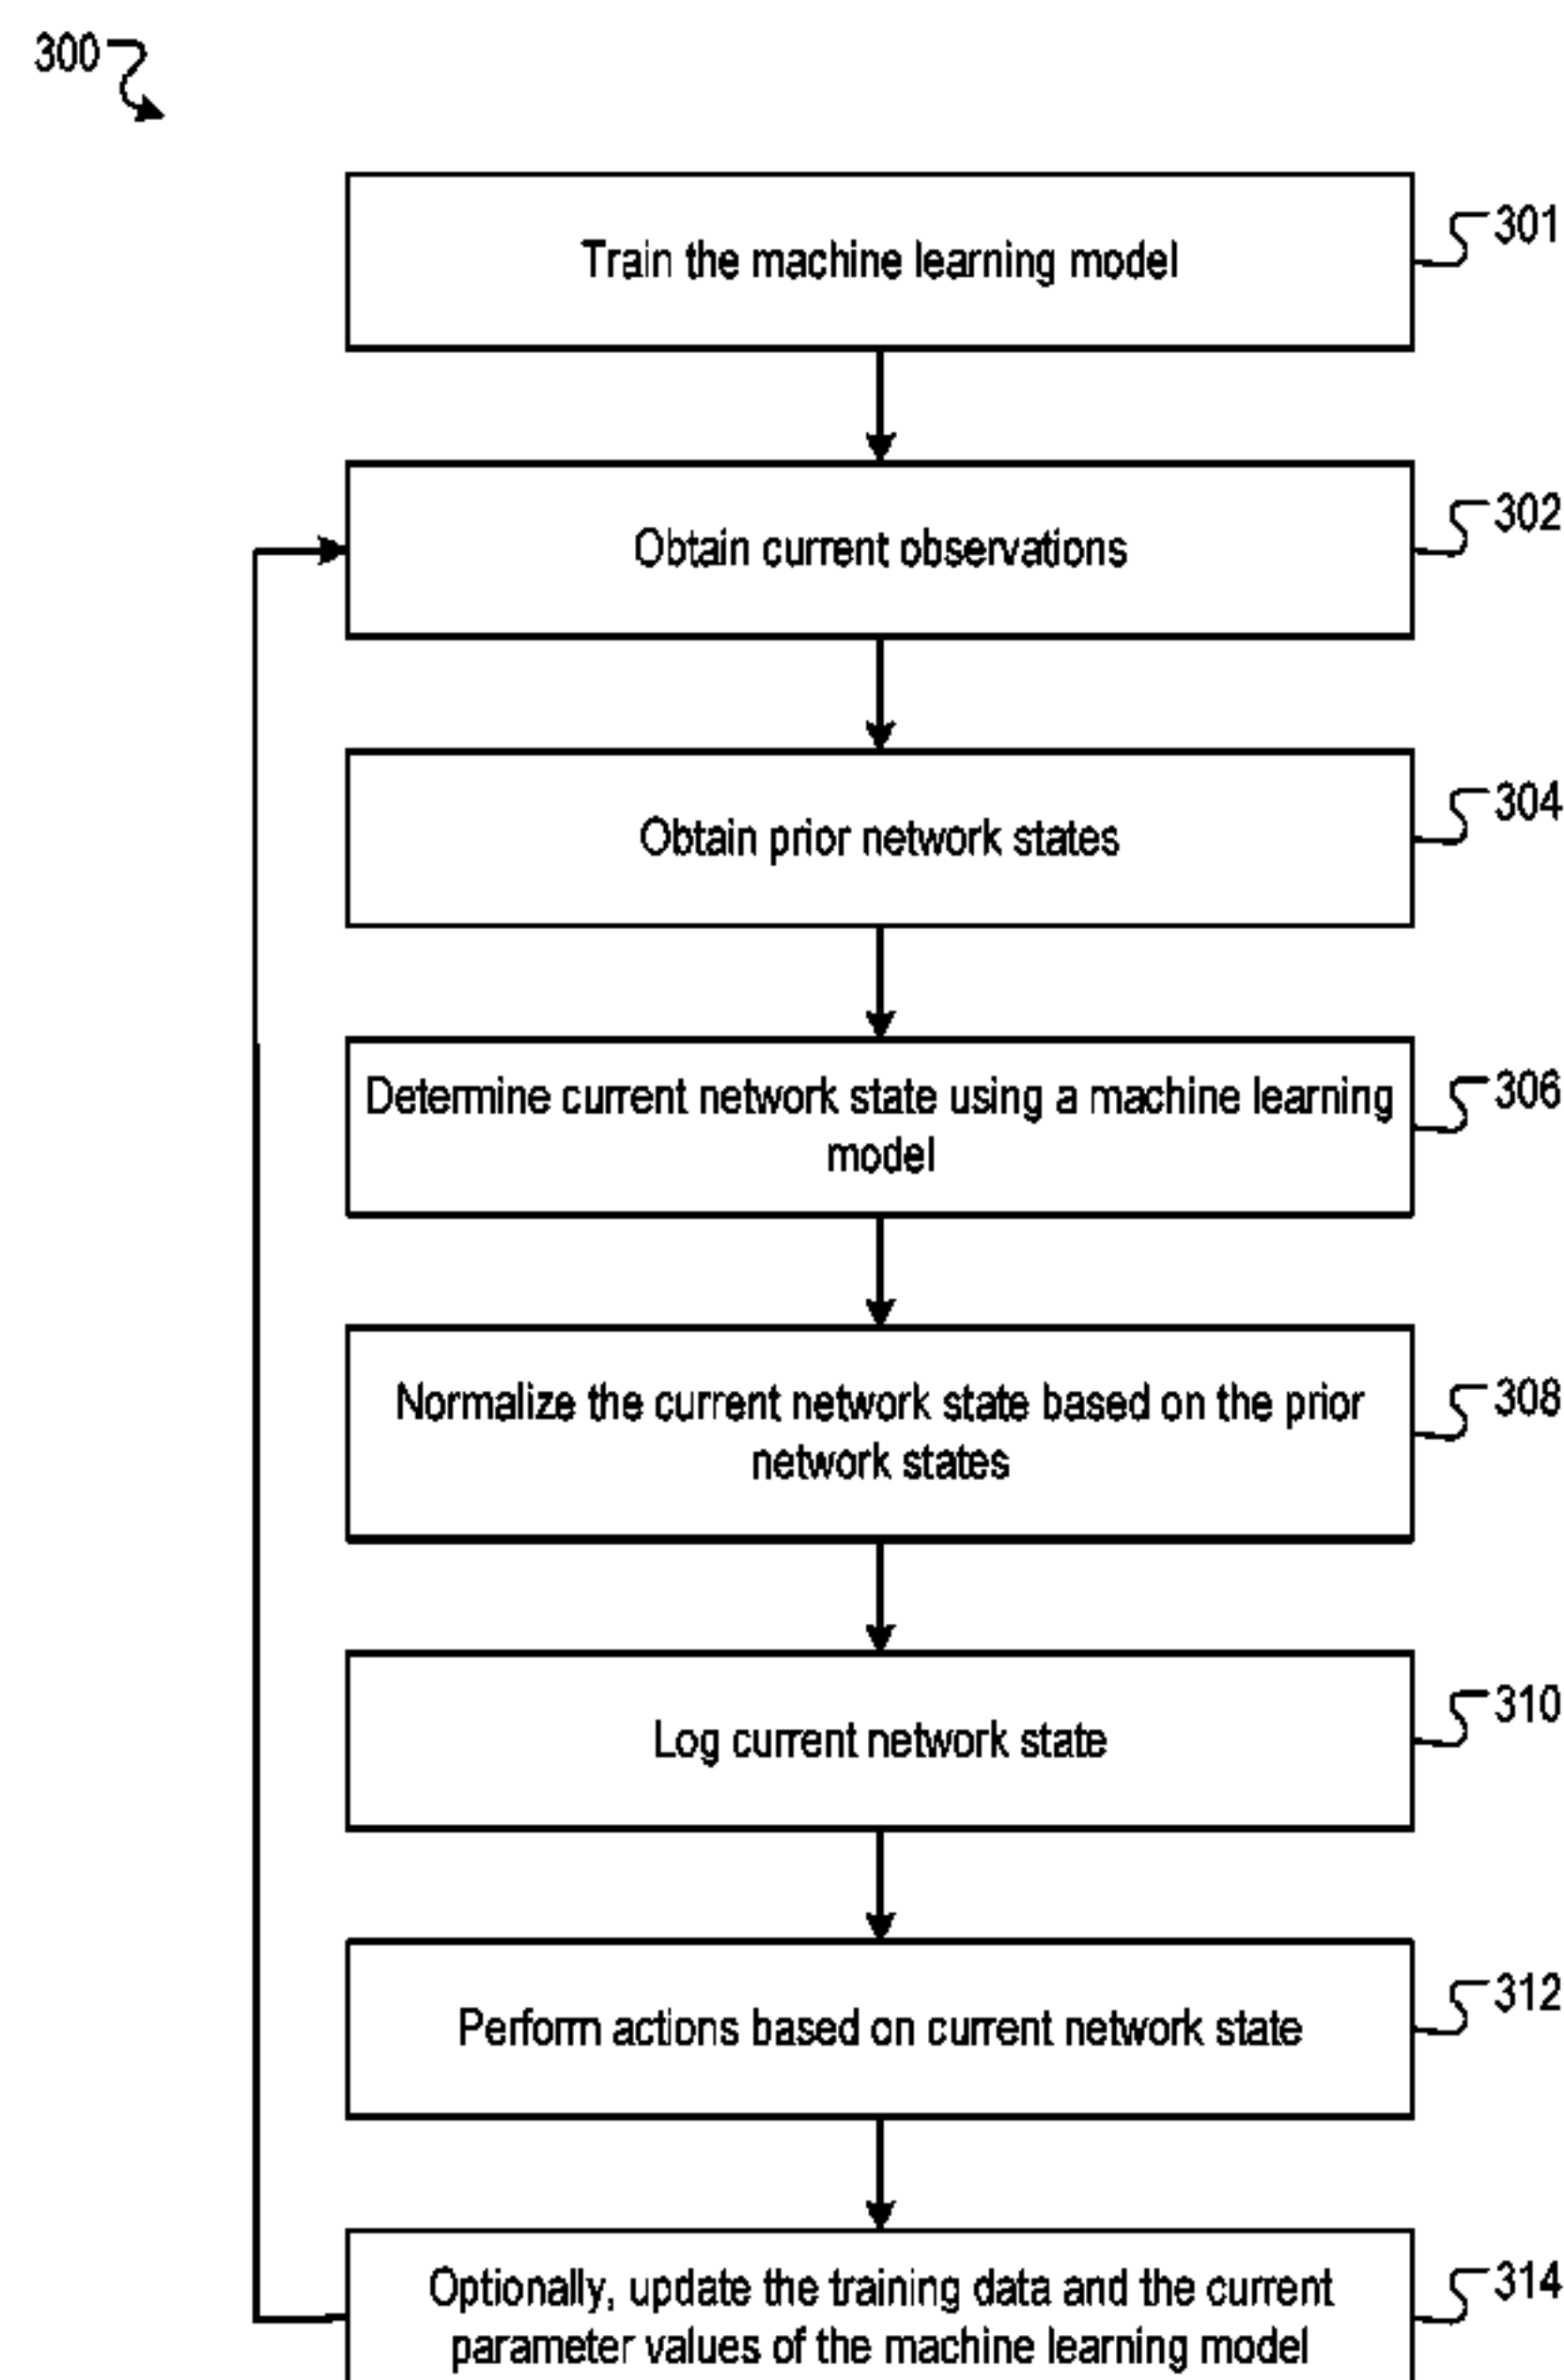 300
Train the machine learning model
301
Obtain current observations
302
Obtain prior network states
304
Determine current network state using a machine learning
model
306
Normalize the current network state based on the prior
network states
308
Log current network state
310
Perform actions based on current network state
312
Optionally, update the training data and the current
parameter values of the machine learning model
314